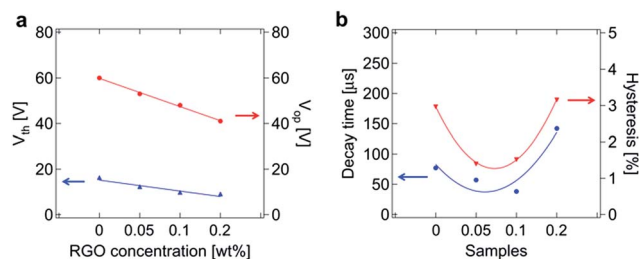 a
80
60
40
20
0
V_th [V]
80
60
40
20
0
V_op [V]
0 0.05 0.1 0.2
RGO concentration [wt%]
b
300
250
200
150
100
50
0
Decay time [µs]
5
4
3
2
1
0
Hysteresis [%]
0 0.05 0.1 0.2
Samples